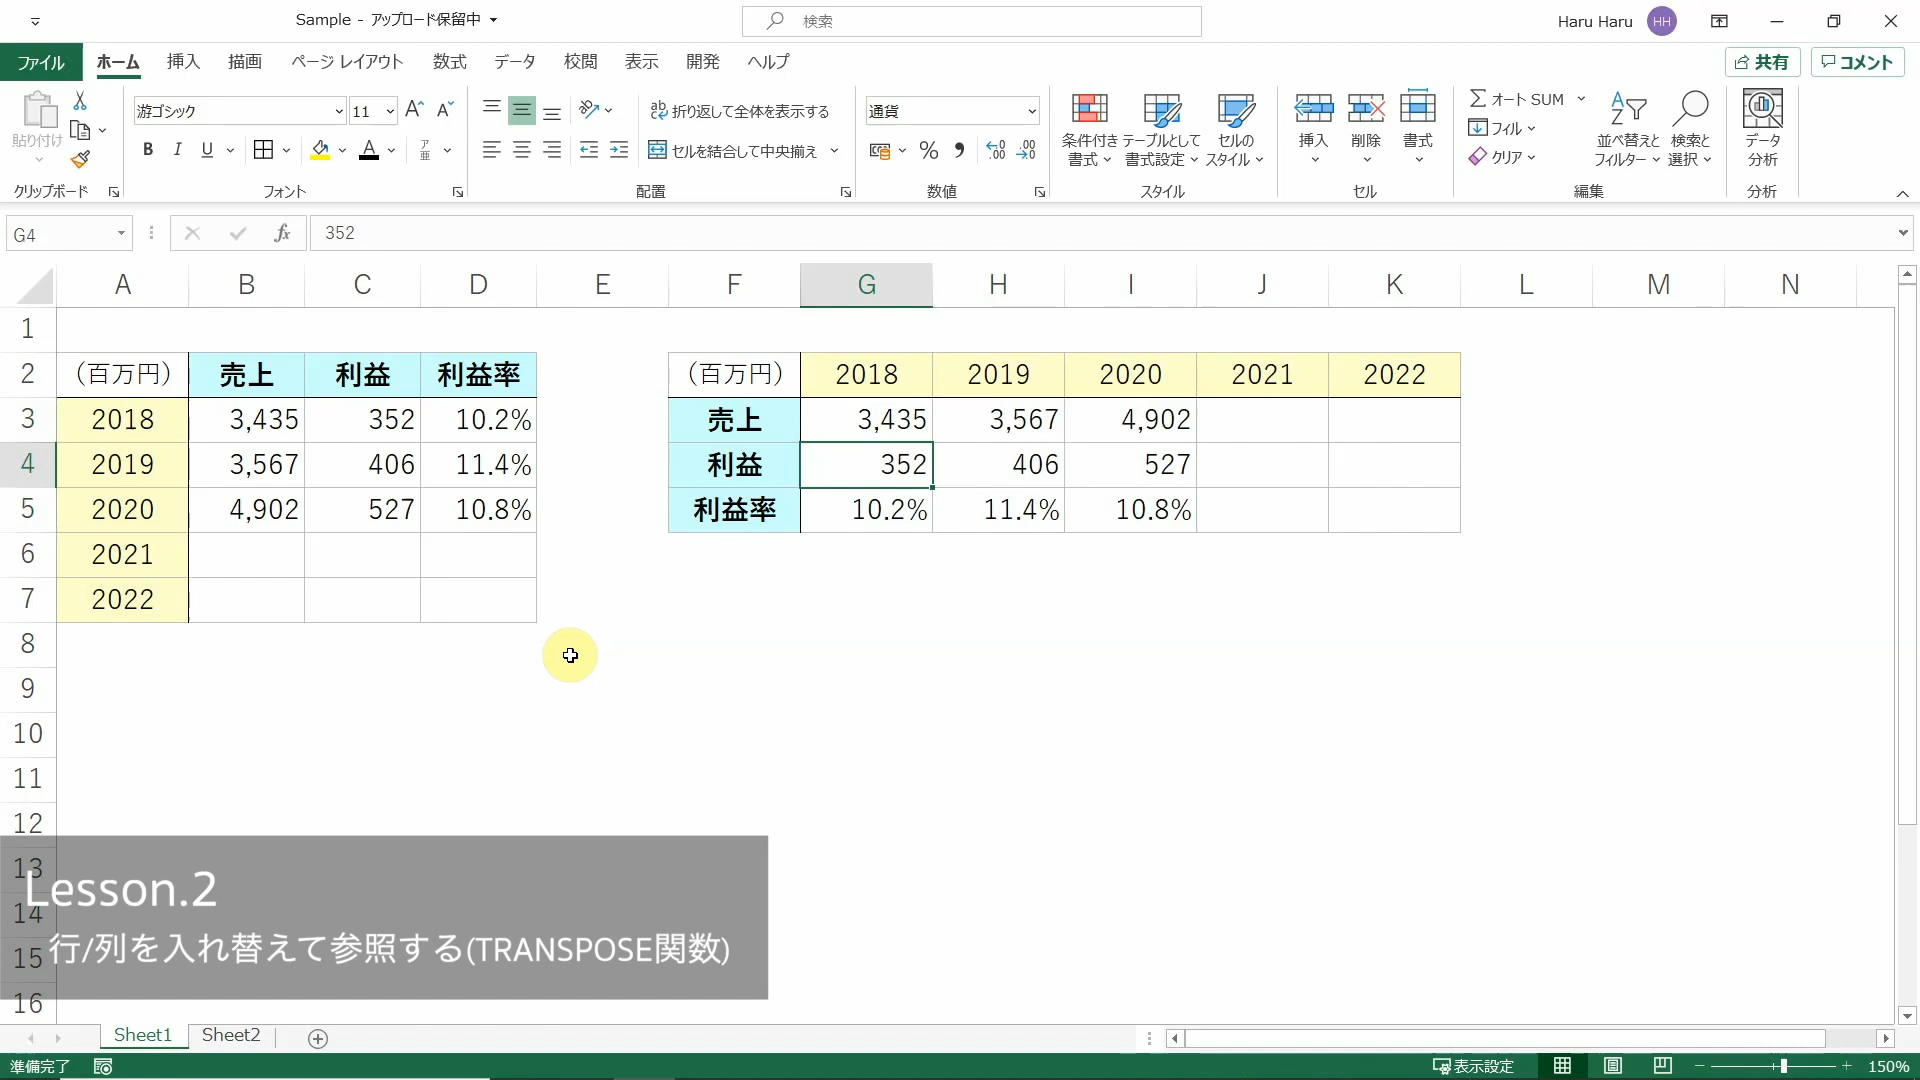 Sample - アップロード保留中
検索
Haru Haru HH
ファイル ホーム 挿入 描画 ページ レイアウト 数式 データ 校閲 表示 開発 ヘルプ 共有 コメント
貼り付け
游ゴシック 11
折り返して全体を表示する
通貨
B I U
セルを結合して中央揃え
条件付き 書式
テーブルとして 書式設定
セルの スタイル
挿入 削除 書式
オート SUM
フィル
クリア
並べ替えと フィルター
検索と 選択
データ 分析
クリップボード フォント 配置 数値 スタイル セル 編集 分析
G4 fx 352
A B C D E F G H I J K L M N
1
2 （百万円） 売上 利益 利益率 （百万円） 2018 2019 2020 2021 2022
3 2018 3,435 352 10.2% 売上 3,435 3,567 4,902
4 2019 3,567 406 11.4% 利益 352 406 527
5 2020 4,902 527 10.8% 利益率 10.2% 11.4% 10.8%
6 2021
7 2022
8
9
10
11
12
13
Lesson.2
14
15 行/列を入れ替えて参照する(TRANSPOSE関数)
16
Sheet1 Sheet2
準備完了 表示設定 150%